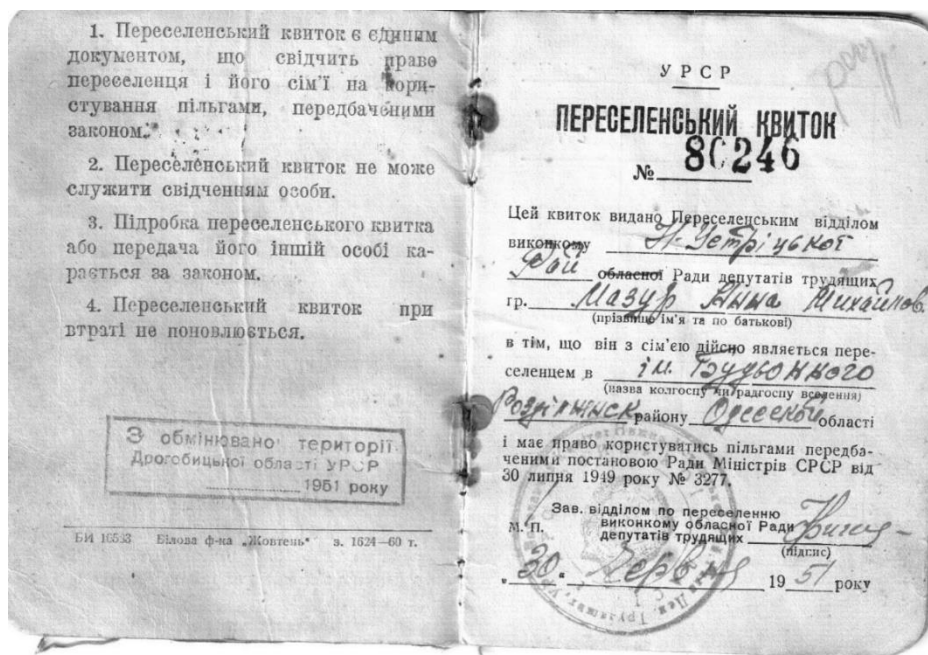 1. Переселенський квиток є єдиним
документом, що свідчить право
переселенця і його сім'ї на кори-
стування пільгами, передбаченими
законом.
2. Переселенський квиток не може
служити свідченням особи.
3. Підробка переселенського квитка
або передача його іншій особі ка-
рається за законом.
4. Переселенський квиток при
втраті не поновлюється.
З обмінюваної території
Дрогобицької області УРСР
1951 року
БИ 16533 Білова ф-ка „Жовтень“ з. 1624—60 т.
УРСР
ПЕРЕСЕЛЕНСЬКИЙ КВИТОК
№ 80246
Цей квиток видано Переселенським відділом
виконкому Н-Устріцької
Рай обласної Ради депутатів трудящих
гр. Мазур Анна Михайлов.
(прізвище ім'я та по батькові)
в тім, що він з сім'єю дійсно являється пере-
селенцем в ім. Будьонного
(назва колгоспу чи радгоспу вселення)
Роздільнск району Одеської області
і має право користуватись пільгами передба-
ченими постановою Ради Міністрів СРСР від
30 липня 1949 року № 3277.
Зав. відділом по переселенню
М. П. виконкому обласної Ради
депутатів трудящих
(підпис)
„30“ Червня 1951 року